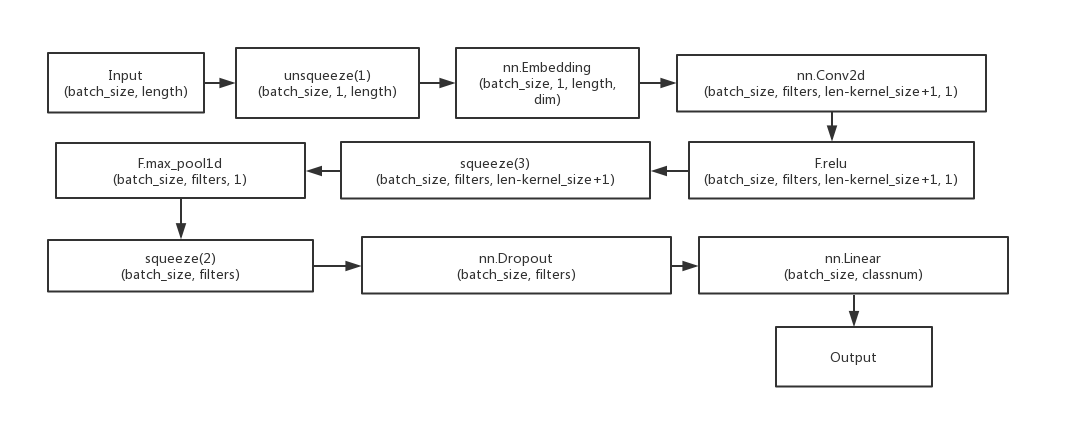 Input
(batch_size, length)
unsqueeze(1)
(batch_size, 1, length)
nn.Embedding
(batch_size, 1, length,
dim)
nn.Conv2d
(batch_size, filters, len-kernel_size+1, 1)
F.relu
(batch_size, filters, len-kernel_size+1, 1)
squeeze(3)
(batch_size, filters, len-kernel_size+1)
F.max_pool1d
(batch_size, filters, 1)
squeeze(2)
(batch_size, filters)
nn.Dropout
(batch_size, filters)
nn.Linear
(batch_size, classnum)
Output